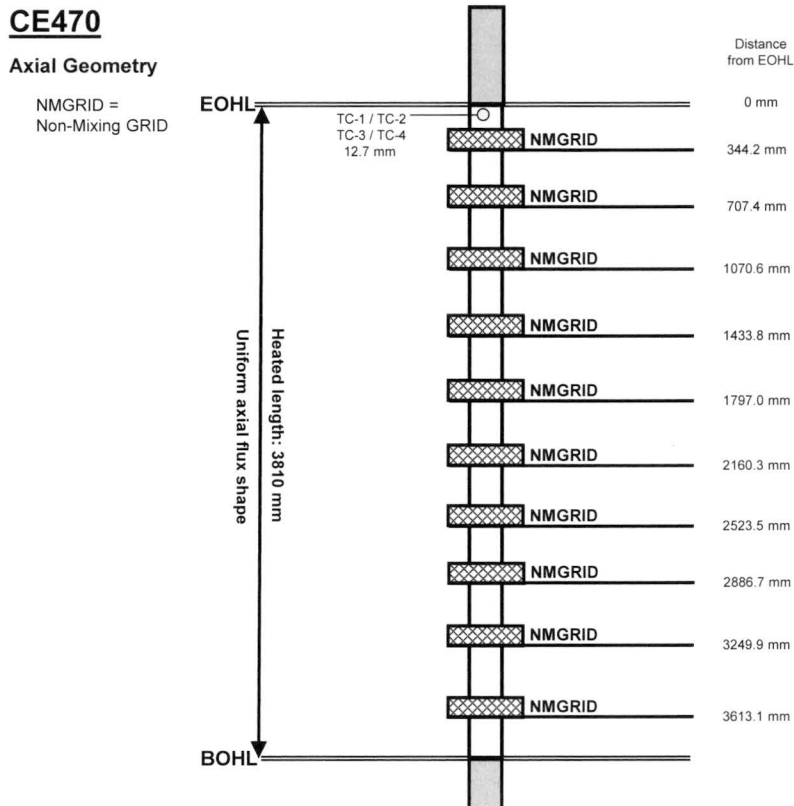 CE470
Axial Geometry
NMGRID =
Non-Mixing GRID
Distance
from EOHL
EOHL
0 mm
TC-1 / TC-2
TC-3 / TC-4
12.7 mm
NMGRID
344.2 mm
NMGRID
707.4 mm
NMGRID
1070.6 mm
NMGRID
1433.8 mm
NMGRID
1797.0 mm
NMGRID
2160.3 mm
NMGRID
2523.5 mm
NMGRID
2886.7 mm
NMGRID
3249.9 mm
NMGRID
3613.1 mm
Heated length: 3810 mm
Uniform axial flux shape
BOHL